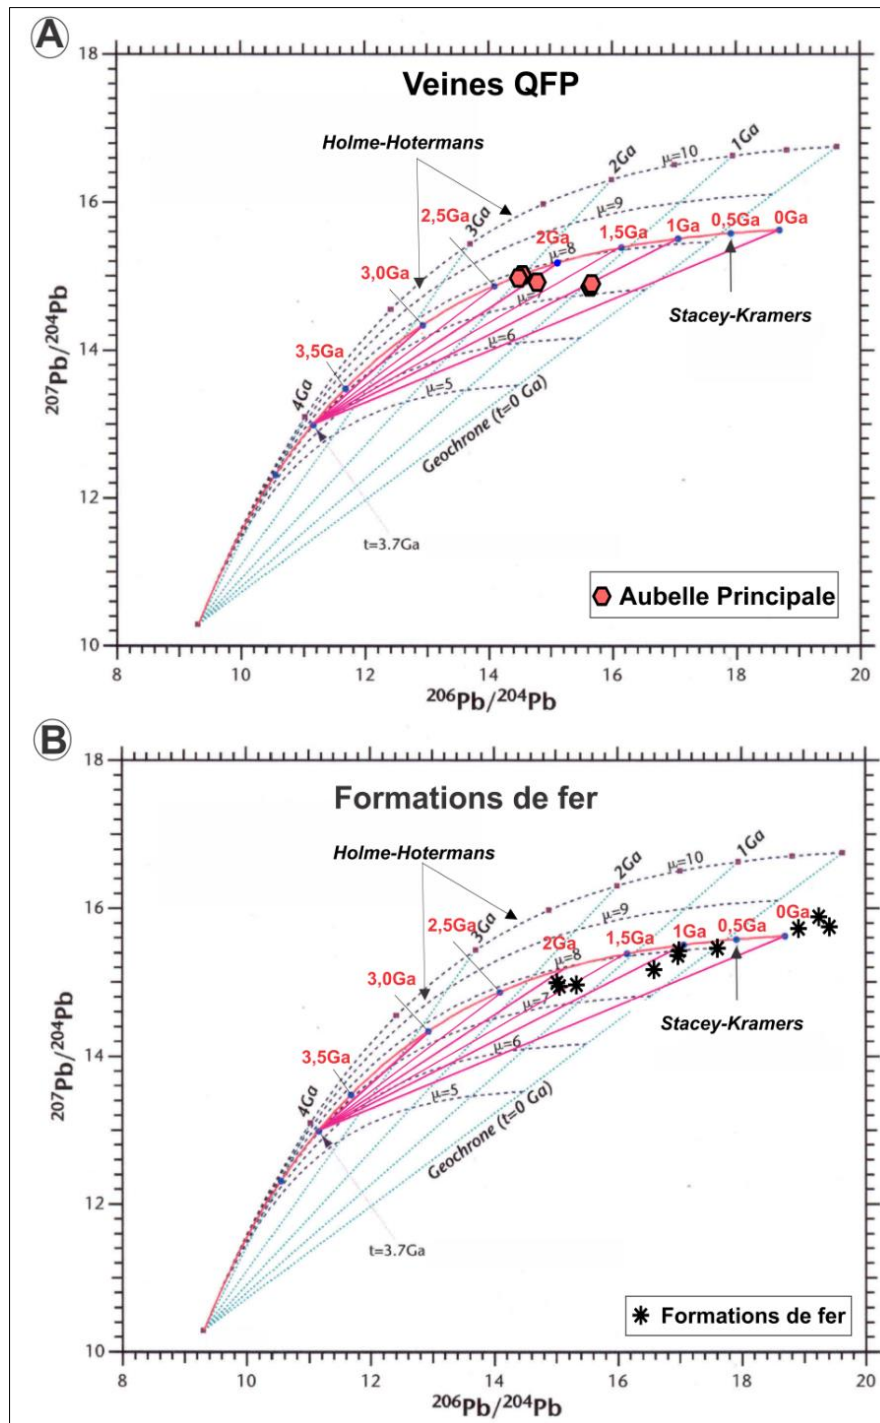 A
Veines QFP
Holme-Hotermans
18
16
14
12
10
²⁰⁷Pb/²⁰⁴Pb
4Ga
3Ga
2Ga
1Ga
3,5Ga
3,0Ga
2,5Ga
2Ga
1,5Ga
1Ga
0,5Ga
0Ga
μ=10
μ=9
μ=8
μ=7
μ=6
μ=5
Stacey-Kramers
Geochrone (t=0 Ga)
t=3.7Ga
Aubelle Principale
8 10 12 14 16 18 20
²⁰⁶Pb/²⁰⁴Pb
B
Formations de fer
Holme-Hotermans
18
16
14
12
10
²⁰⁷Pb/²⁰⁴Pb
4Ga
3Ga
2Ga
1Ga
3,5Ga
3,0Ga
2,5Ga
2Ga
1,5Ga
1Ga
0,5Ga
0Ga
μ=10
μ=9
μ=8
μ=7
μ=6
μ=5
Stacey-Kramers
Geochrone (t=0 Ga)
t=3.7Ga
Formations de fer
8 10 12 14 16 18 20
²⁰⁶Pb/²⁰⁴Pb